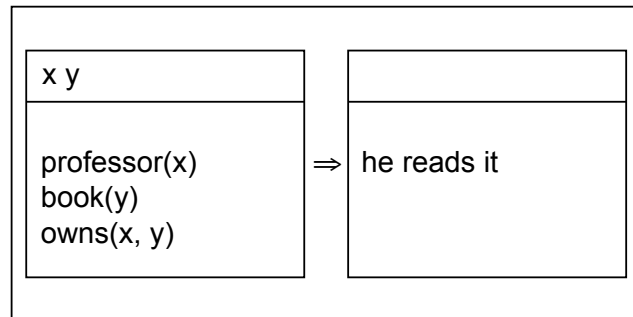 x y
professor(x)
book(y)
owns(x, y)
⇒
he reads it